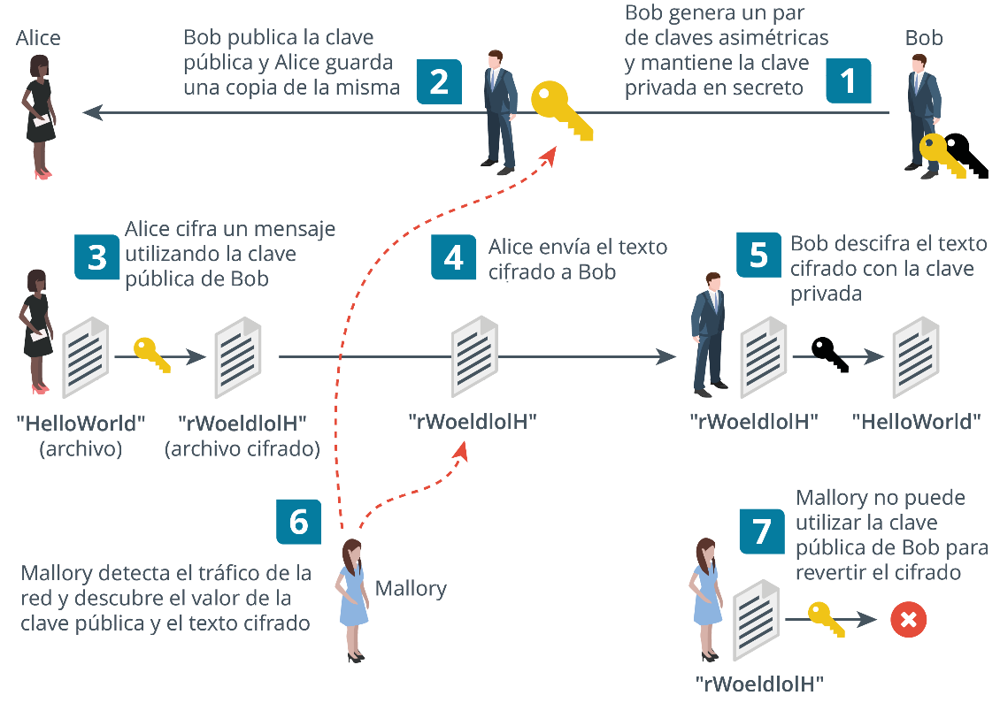 Alice
Bob publica la clave
pública y Alice guarda
una copia de la misma
2
Bob genera un par
de claves asimétricas
y mantiene la clave
privada en secreto
1
Bob
3
Alice cifra un mensaje
utilizando la clave
pública de Bob
4
Alice envía el texto
cifrado a Bob
5
Bob descifra el texto
cifrado con la clave
privada
"HelloWorld"
(archivo)
"rWoeldlolH"
(archivo cifrado)
"rWoeldlolH"
"rWoeldlolH"
"HelloWorld"
6
Mallory detecta el tráfico de la
red y descubre el valor de la
clave pública y el texto cifrado
Mallory
7
Mallory no puede
utilizar la clave
pública de Bob para
revertir el cifrado
"rWoeldlolH"